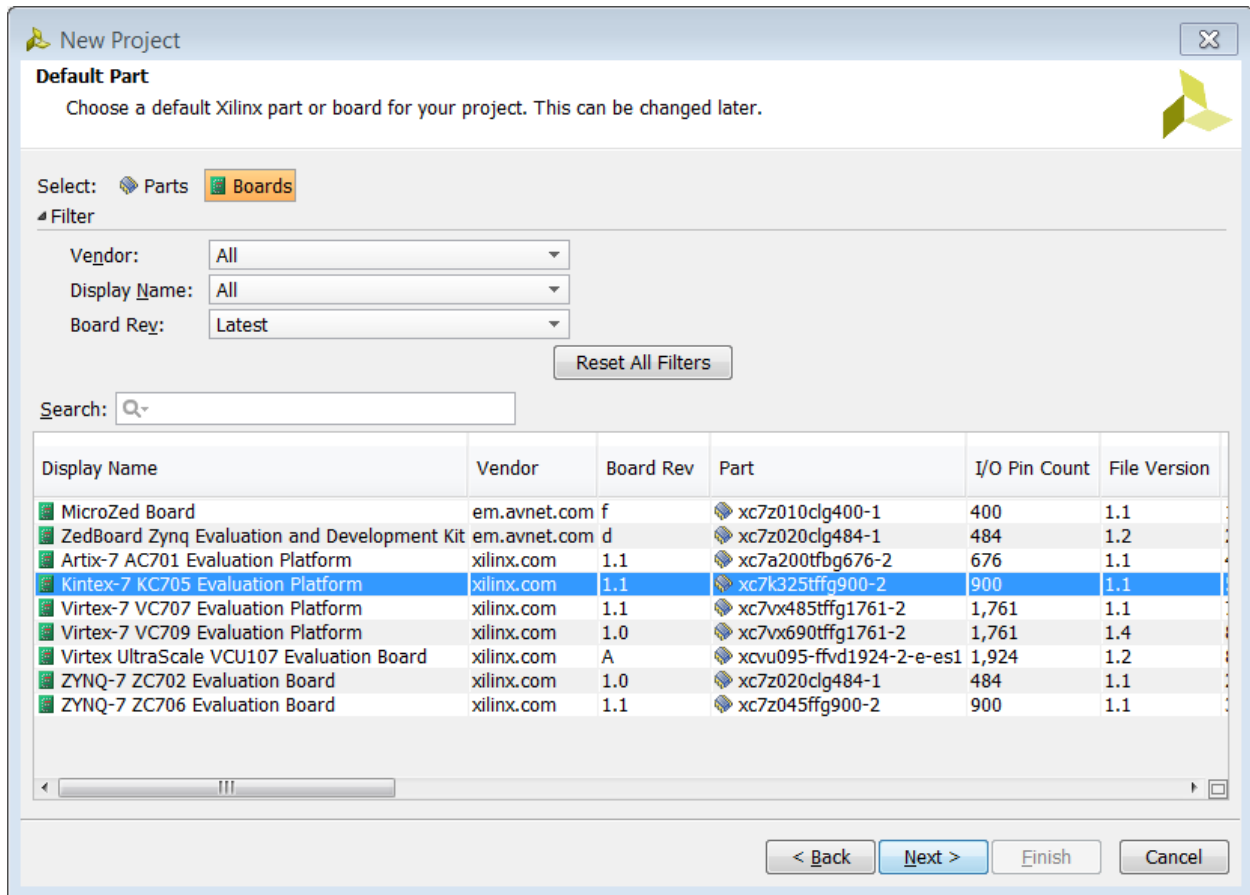 New Project
Default Part
Choose a default Xilinx part or board for your project. This can be changed later.
Select: Parts Boards
Filter
Vendor: All
Display Name: All
Board Rev: Latest
Reset All Filters
Search:
Display Name Vendor Board Rev Part I/O Pin Count File Version
MicroZed Board em.avnet.com f xc7z010clg400-1 400 1.1
ZedBoard Zynq Evaluation and Development Kit em.avnet.com d xc7z020clg484-1 484 1.2
Artix-7 AC701 Evaluation Platform xilinx.com 1.1 xc7a200tfbg676-2 676 1.1
Kintex-7 KC705 Evaluation Platform xilinx.com 1.1 xc7k325tffg900-2 900 1.1
Virtex-7 VC707 Evaluation Platform xilinx.com 1.1 xc7vx485tffg1761-2 1,761 1.1
Virtex-7 VC709 Evaluation Platform xilinx.com 1.0 xc7vx690tffg1761-2 1,761 1.4
Virtex UltraScale VCU107 Evaluation Board xilinx.com A xcvu095-ffvd1924-2-e-es1 1,924 1.2
ZYNQ-7 ZC702 Evaluation Board xilinx.com 1.0 xc7z020clg484-1 484 1.1
ZYNQ-7 ZC706 Evaluation Board xilinx.com 1.1 xc7z045ffg900-2 900 1.1
< Back Next > Finish Cancel